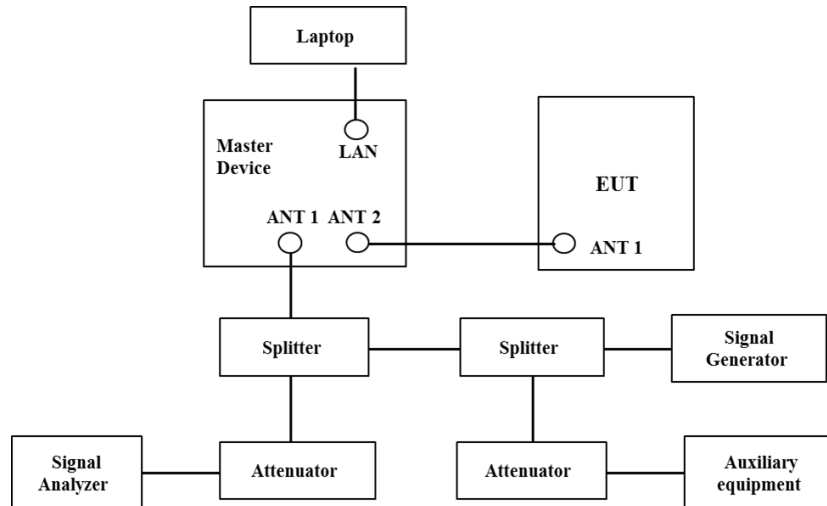 Laptop
Master
Device
LAN
EUT
ANT 1 ANT 2
ANT 1
Splitter
Splitter
Signal
Generator
Signal
Analyzer
Attenuator
Attenuator
Auxiliary
equipment